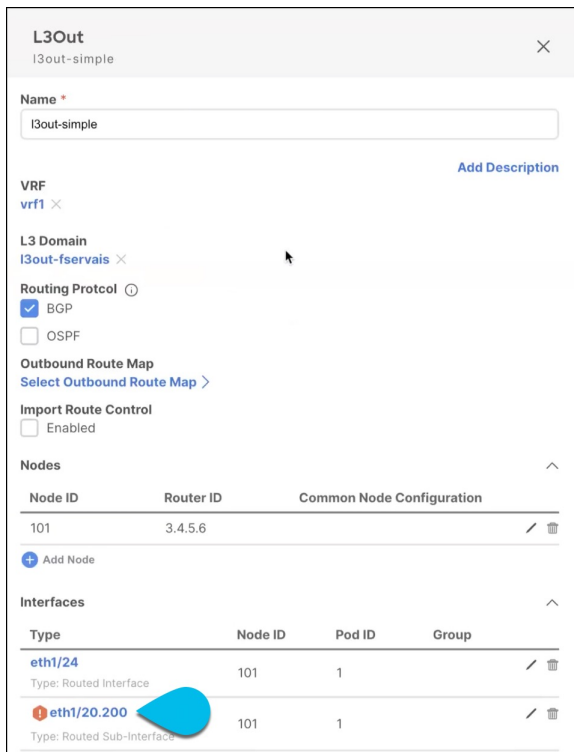 L3Out
l3out-simple
Name *
l3out-simple
Add Description
VRF
vrf1
L3 Domain
l3out-fservais
Routing Protcol
BGP
OSPF
Outbound Route Map
Select Outbound Route Map >
Import Route Control
Enabled
Nodes
Node ID Router ID Common Node Configuration
101 3.4.5.6
Add Node
Interfaces
Type Node ID Pod ID Group
eth1/24
Type: Routed Interface
101 1
eth1/20.200
Type: Routed Sub-Interface
101 1